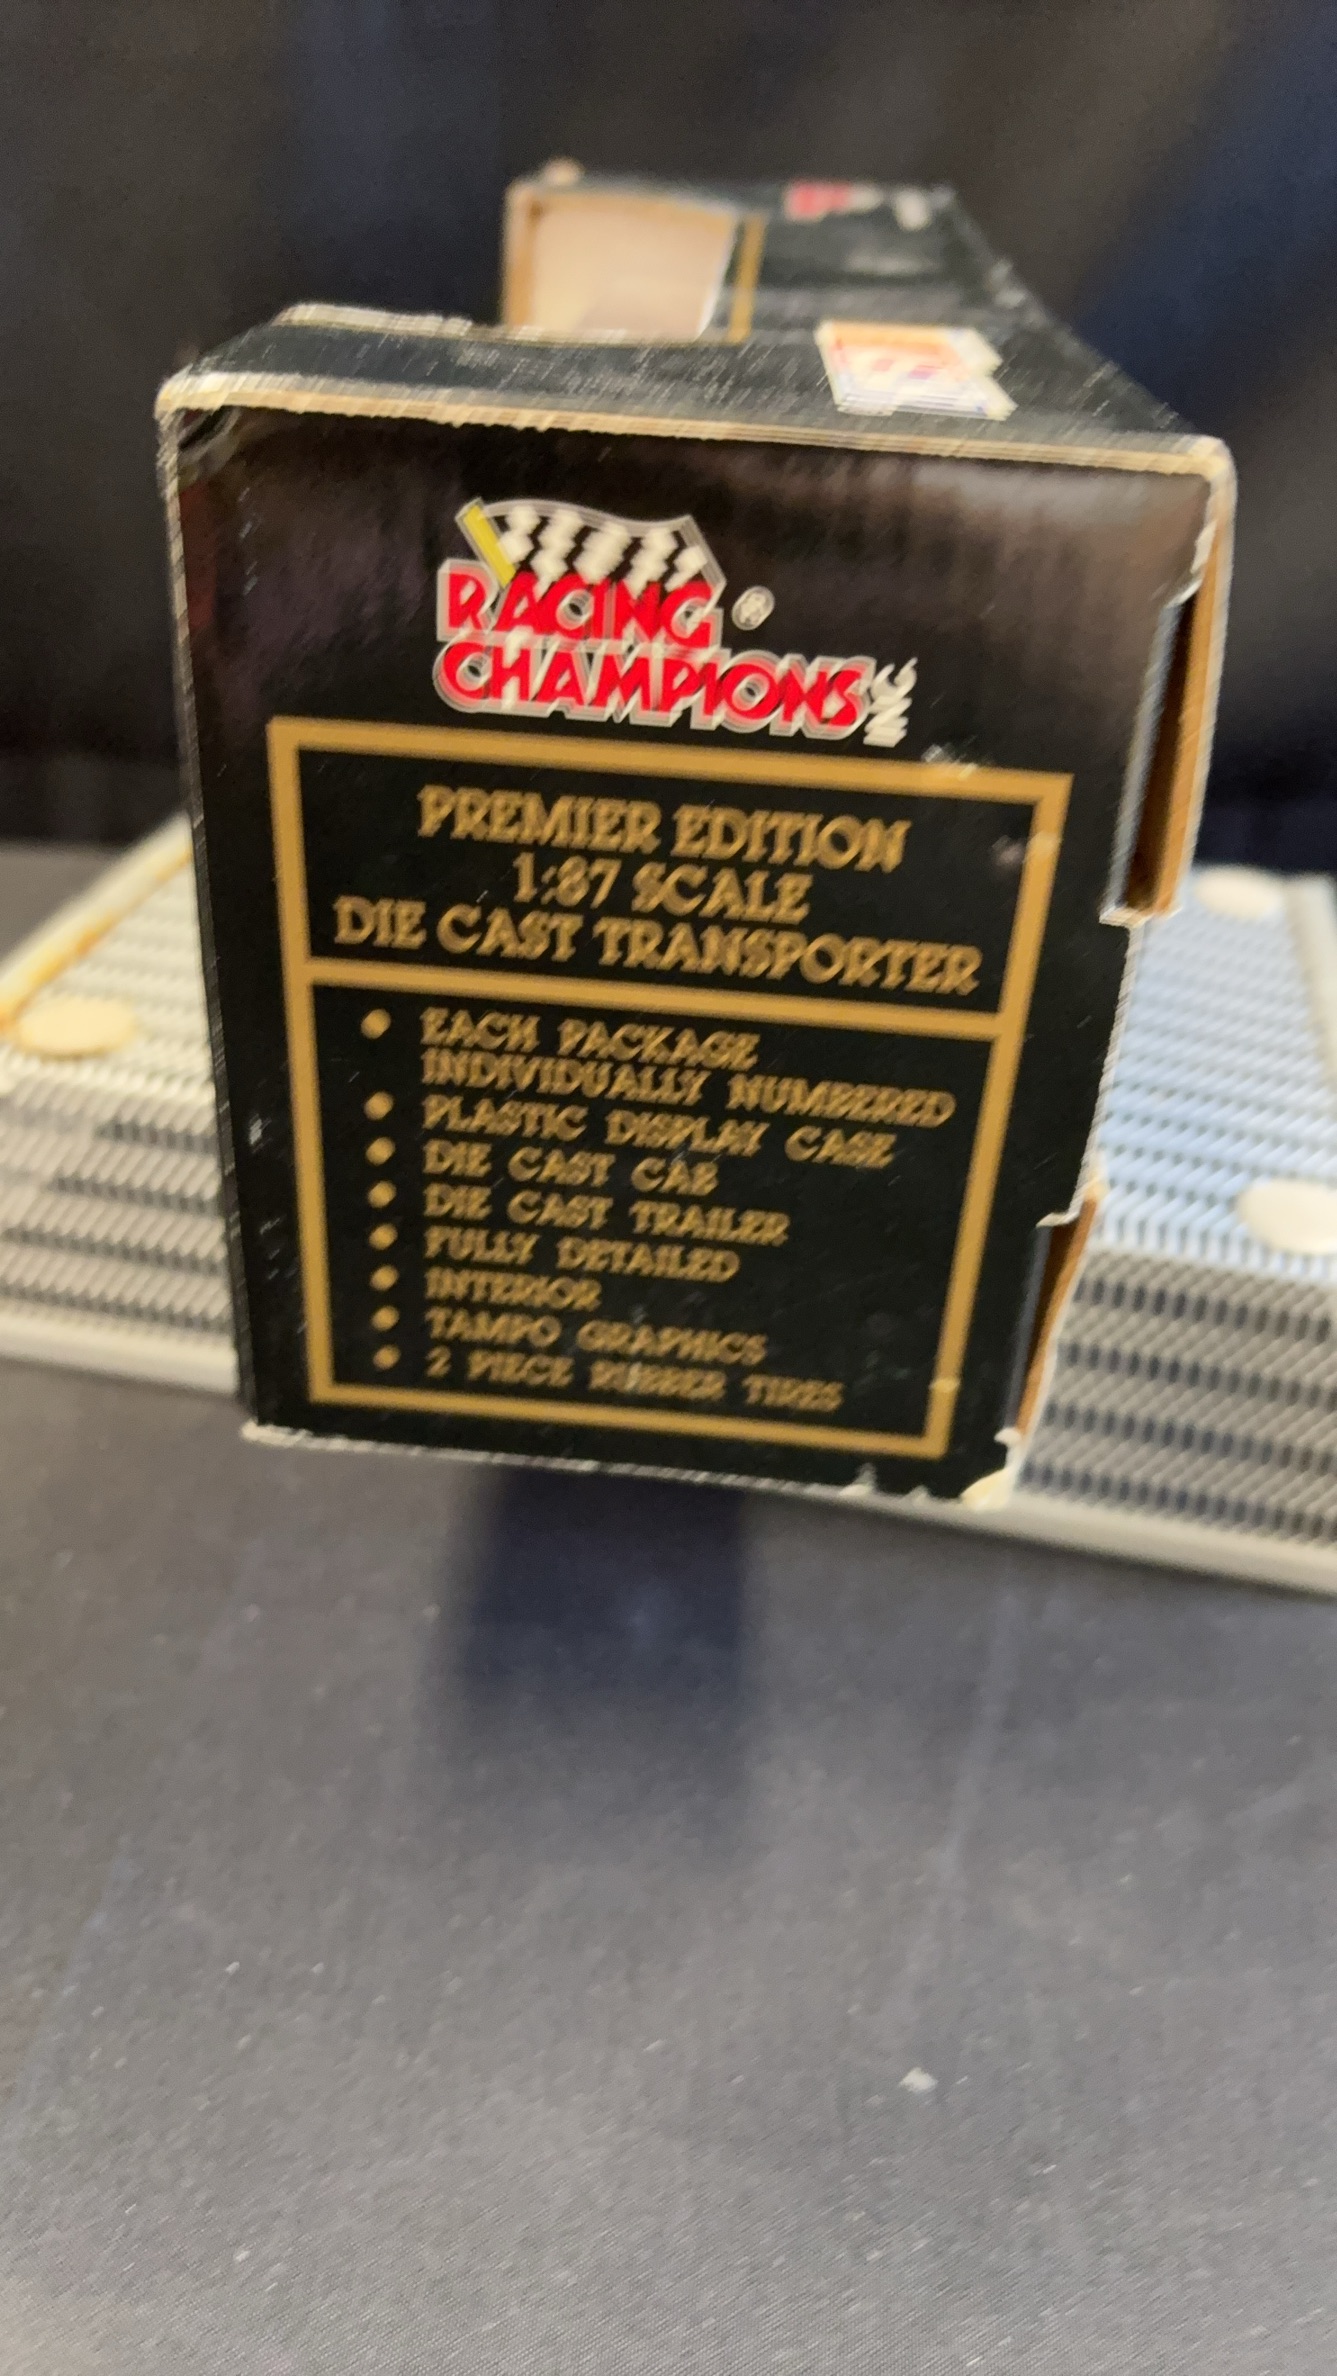 RACING ®
CHAMPIONS INC.
PREMIER EDITION
1:87 SCALE
DIE CAST TRANSPORTER
• EACH PACKAGE
INDIVIDUALLY NUMBERED
• PLASTIC DISPLAY CASE
• DIE CAST CAB
• DIE CAST TRAILER
• FULLY DETAILED
• INTERIOR
• TAMPO GRAPHICS
• 2 PIECE RUBBER TIRES